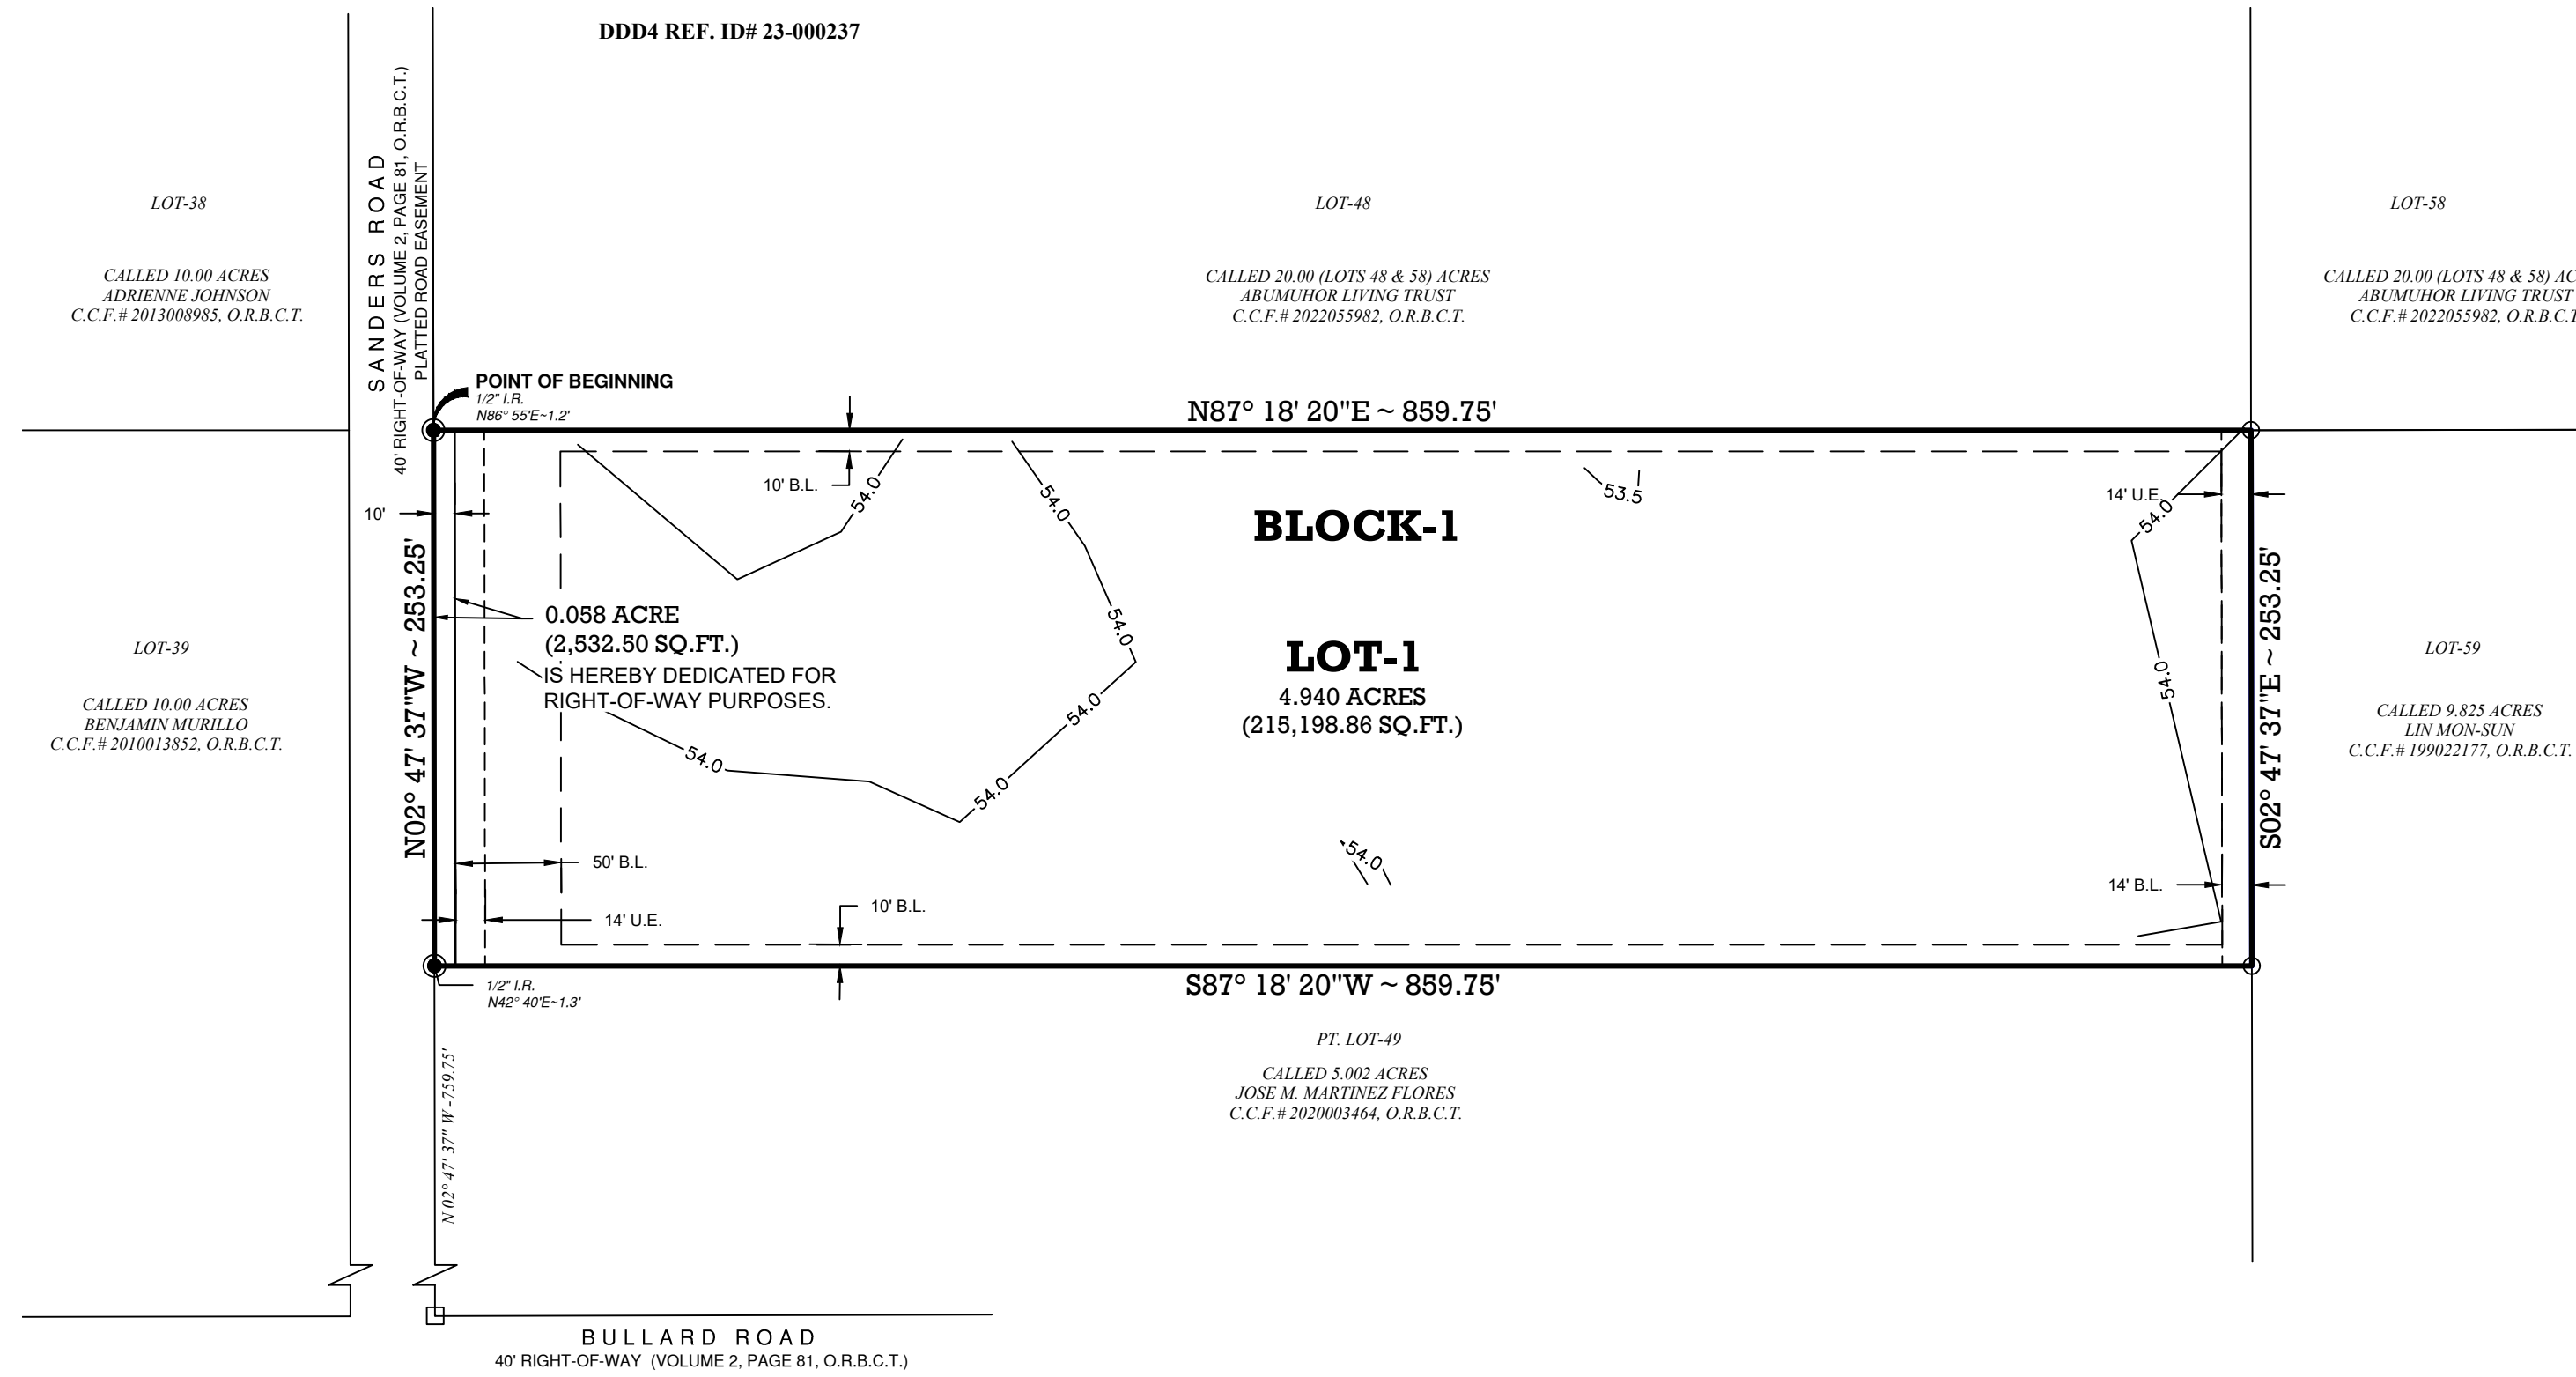 DDD4 REF. ID# 23-000237
SANDERS ROAD
40' RIGHT-OF-WAY (VOLUME 2, PAGE 81, O.R.B.C.T.)
PLATTED ROAD EASEMENT
LOT-38
CALLED 10.00 ACRES
ADRIENNE JOHNSON
C.C.F.# 2013008985, O.R.B.C.T.
LOT-48
CALLED 20.00 (LOTS 48 & 58) ACRES
ABUMUHOR LIVING TRUST
C.C.F.# 2022055982, O.R.B.C.T.
LOT-58
CALLED 20.00 (LOTS 48 & 58) AC
ABUMUHOR LIVING TRUST
C.C.F.# 2022055982, O.R.B.C.T
POINT OF BEGINNING
1/2" I.R.
N86° 55'E~1.2'
N87° 18' 20"E ~ 859.75'
10' B.L.
54.0
54.0
53.5
14' U.E.
54.0
10'
BLOCK-1
N02° 47' 37"W ~ 253.25'
0.058 ACRE
(2,532.50 SQ.FT.)
IS HEREBY DEDICATED FOR
RIGHT-OF-WAY PURPOSES.
54.0
LOT-1
4.940 ACRES
(215,198.86 SQ.FT.)
54.0
54.0
54.0
54.0
54.0
S02° 47' 37"E ~ 253.25'
LOT-39
CALLED 10.00 ACRES
BENJAMIN MURILLO
C.C.F.# 2010013852, O.R.B.C.T.
LOT-59
CALLED 9.825 ACRES
LIN MON-SUN
C.C.F.# 199022177, O.R.B.C.T.
50' B.L.
14' U.E.
10' B.L.
14' B.L.
1/2" I.R.
N42° 40'E~1.3'
S87° 18' 20"W ~ 859.75'
PT. LOT-49
CALLED 5.002 ACRES
JOSE M. MARTINEZ FLORES
C.C.F.# 2020003464, O.R.B.C.T.
N 02° 47' 37" W -759.75'
BULLARD ROAD
40' RIGHT-OF-WAY (VOLUME 2, PAGE 81, O.R.B.C.T.)